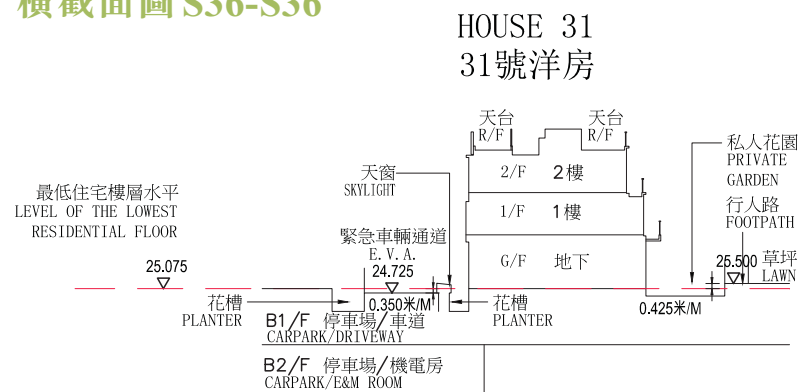 橫截面圖 S36-S36
HOUSE 31
31號洋房
天台
R/F
天台
R/F
2/F 2樓
1/F 1樓
G/F 地下
天窗
SKYLIGHT
私人花園
PRIVATE
GARDEN
行人路
FOOTPATH
25.500 草坪
LAWN
最低住宅樓層水平
LEVEL OF THE LOWEST
RESIDENTIAL FLOOR
25.075
緊急車輛通道
E.V.A.
24.725
花槽
PLANTER
0.350米/M
花槽
PLANTER
0.425米/M
B1/F 停車場/車道
CARPARK/DRIVEWAY
B2/F 停車場/機電房
CARPARK/E&M ROOM